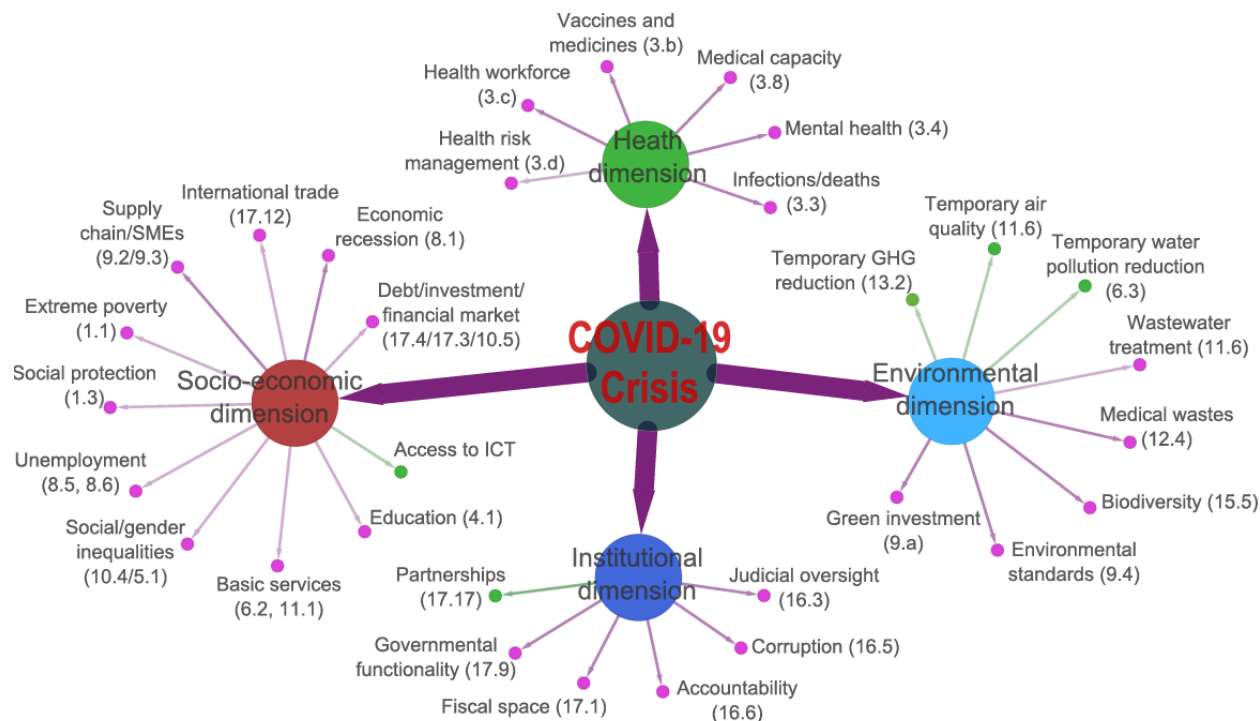 Vaccines and
medicines (3.b)
Medical capacity
(3.8)
Health workforce
(3.c)
Mental health (3.4)
Health risk
management (3.d)
Heath
dimension
Infections/deaths
(3.3)
International trade
(17.12)
Supply
chain/SMEs
(9.2/9.3)
Economic
recession (8.1)
Extreme poverty
(1.1)
Debt/investment/
financial market
(17.4/17.3/10.5)
Social protection
(1.3)
Socio-economic
dimension
Unemployment
(8.5, 8.6)
Access to ICT
Social/gender
inequalities
(10.4/5.1)
Education (4.1)
Basic services
(6.2, 11.1)
COVID-19
Crisis
Temporary air
quality (11.6)
Temporary GHG
reduction (13.2)
Temporary water
pollution reduction
(6.3)
Wastewater
treatment (11.6)
Environmental
dimension
Medical wastes
(12.4)
Biodiversity (15.5)
Green investment
(9.a)
Environmental
standards (9.4)
Institutional
dimension
Partnerships
(17.17)
Judicial oversight
(16.3)
Governmental
functionality (17.9)
Corruption (16.5)
Fiscal space (17.1)
Accountability
(16.6)